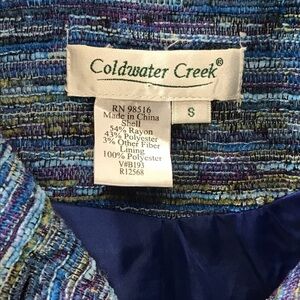 Coldwater Creek®
RN 98516
Made in China
Shell
54% Rayon
43% Polyester
3% Other Fiber
Lining
100% Polyester
V#B193
R12568
S